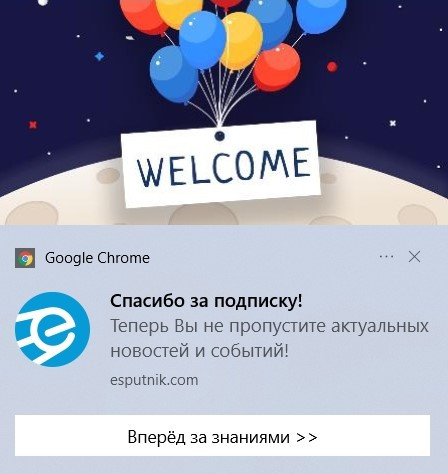 WELCOME
Google Chrome
Спасибо за подписку!
Теперь Вы не пропустите актуальных
новостей и событий!
esputnik.com
Вперёд за знаниями >>